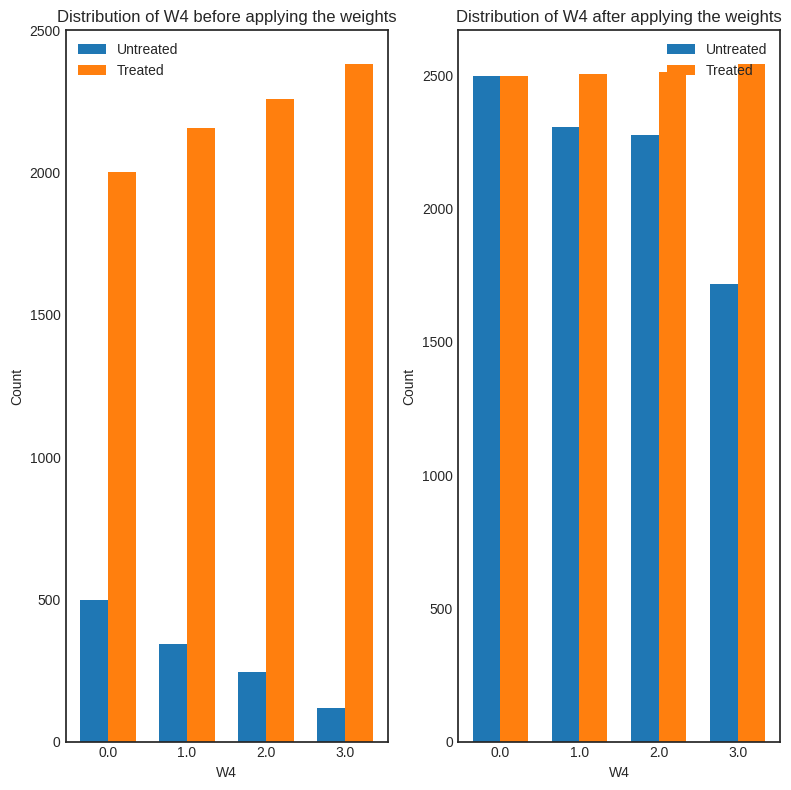 Distribution of W4 before applying the weights
Untreated
Treated
2500
2000
1500
1000
500
0
Count
0.0 1.0 2.0 3.0
W4
Distribution of W4 after applying the weights
Untreated
Treated
2500
2000
1500
1000
500
0
Count
0.0 1.0 2.0 3.0
W4